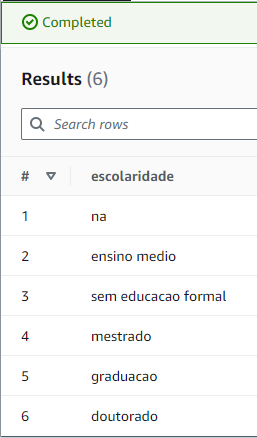 Completed
Results (6)
Search rows
# escolaridade
1 na
2 ensino medio
3 sem educacao formal
4 mestrado
5 graduacao
6 doutorado